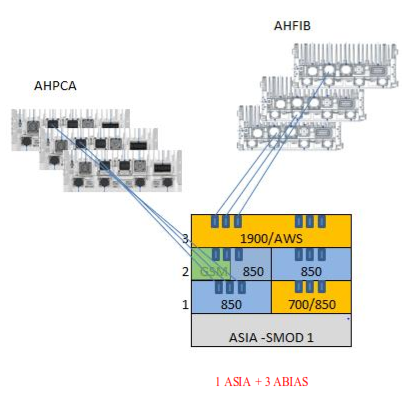 AHFIB
AHPCA
3 1900/AWS
2 GSM 850 850
1 850 700/850
ASIA -SMOD 1
1 ASIA + 3 ABIAS